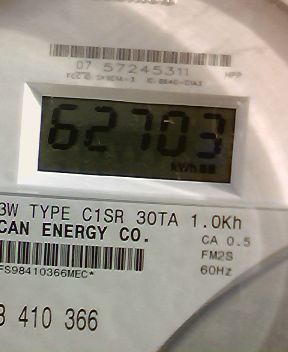 07 57245311
HPP
62703
kWh
3W TYPE C1SR 30TA 1.0Kh
CAN ENERGY CO.
CA 0.5
FM2S
FS98410366MEC*
60Hz
410 366